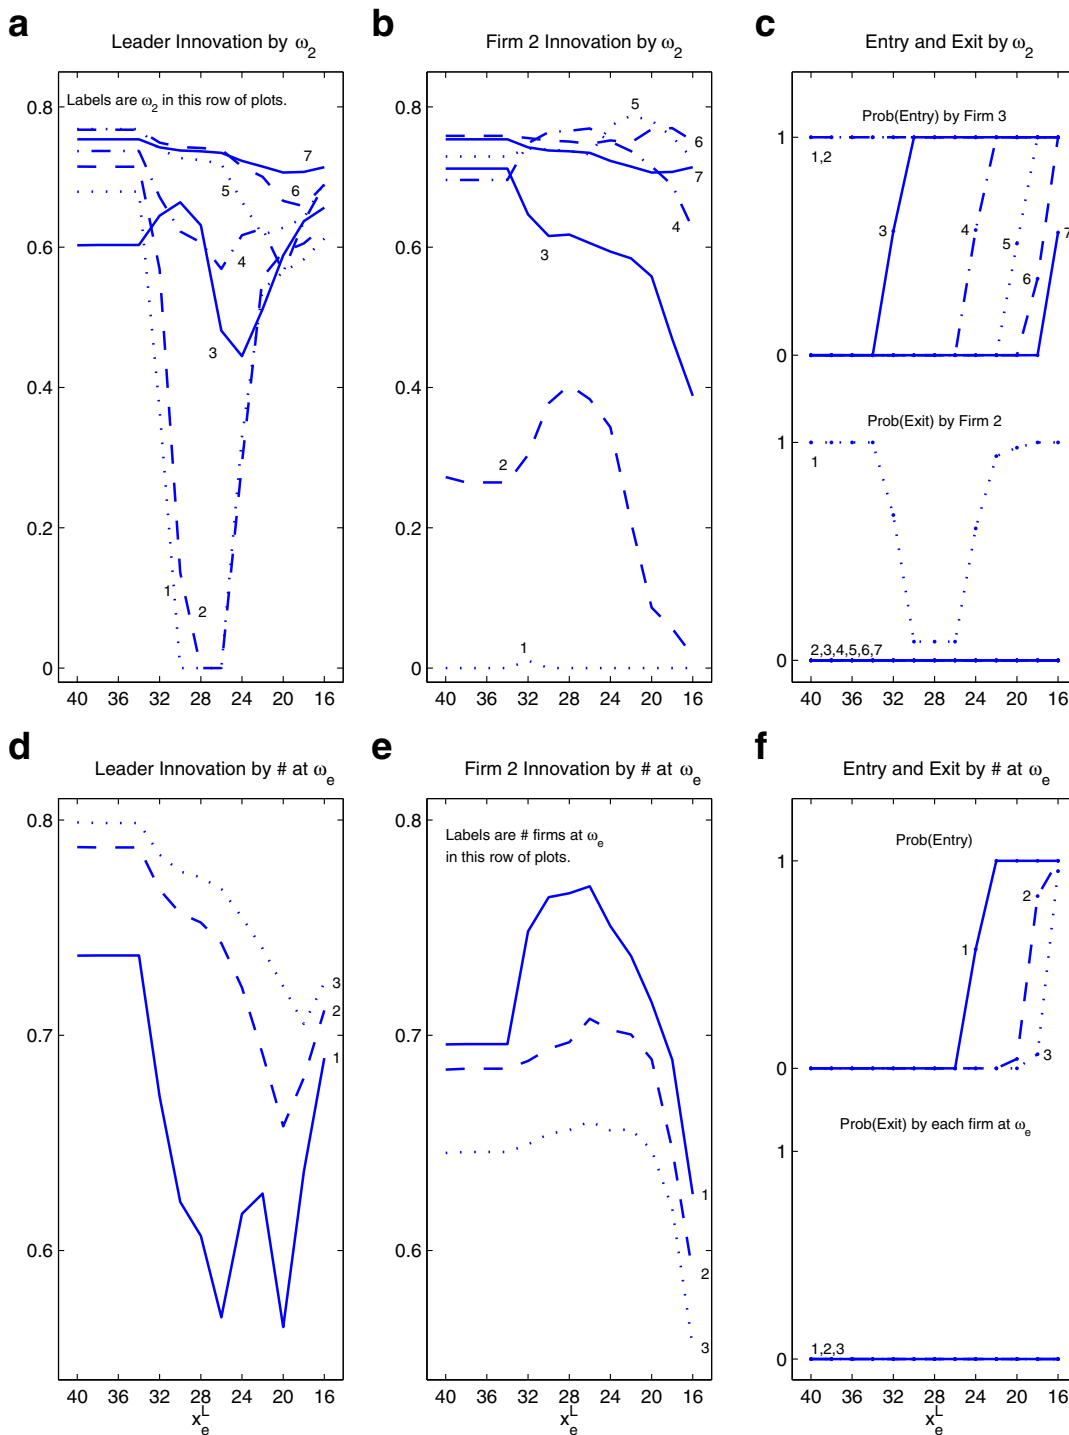 a
Leader Innovation by ω2
Labels are ω2 in this row of plots.
0.8
0.6
0.4
0.2
0
7
6
5
4
3
1
2
40 36 32 28 24 20 16
b
Firm 2 Innovation by ω2
0.8
0.6
0.4
0.2
0
5
6
7
4
3
2
1
40 36 32 28 24 20 16
c
Entry and Exit by ω2
Prob(Entry) by Firm 3
1
0
1,2
3
4
5
6
7
Prob(Exit) by Firm 2
1
0
1
2,3,4,5,6,7
40 36 32 28 24 20 16
d
Leader Innovation by # at ωe
0.8
0.7
0.6
3
2
1
40 36 32 28 24 20 16
xeL
e
Firm 2 Innovation by # at ωe
Labels are # firms at ωe
in this row of plots.
0.8
0.7
0.6
1
2
3
40 36 32 28 24 20 16
xeL
f
Entry and Exit by # at ωe
Prob(Entry)
1
0
1
2
3
Prob(Exit) by each firm at ωe
1
0
1,2,3
40 36 32 28 24 20 16
xeL